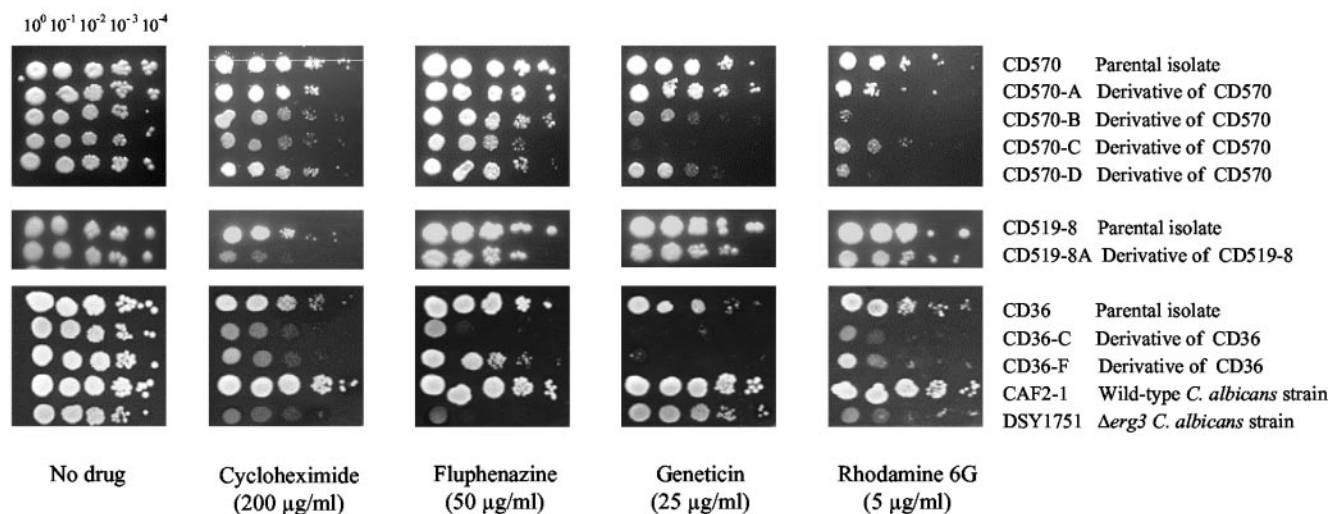 10⁰ 10⁻¹ 10⁻² 10⁻³ 10⁻⁴
CD570 Parental isolate
CD570-A Derivative of CD570
CD570-B Derivative of CD570
CD570-C Derivative of CD570
CD570-D Derivative of CD570
CD519-8 Parental isolate
CD519-8A Derivative of CD519-8
CD36 Parental isolate
CD36-C Derivative of CD36
CD36-F Derivative of CD36
CAF2-1 Wild-type C. albicans strain
DSY1751 Δerg3 C. albicans strain
No drug Cycloheximide Fluphenazine Geneticin Rhodamine 6G
(200 µg/ml) (50 µg/ml) (25 µg/ml) (5 µg/ml)